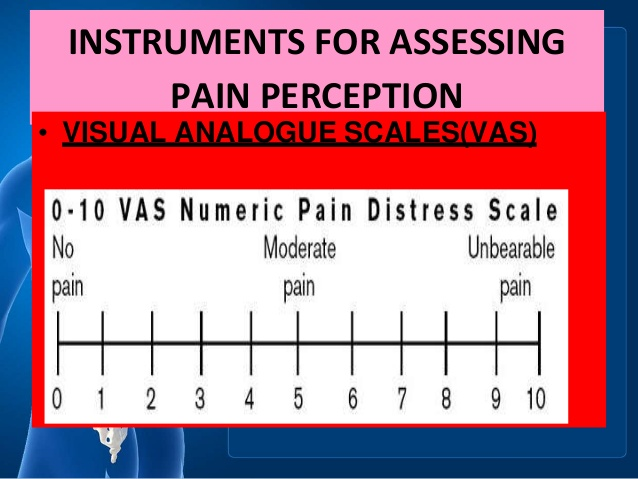 INSTRUMENTS FOR ASSESSING
PAIN PERCEPTION
• VISUAL ANALOGUE SCALES(VAS)
0-10 VAS Numeric Pain Distress Scale
No Moderate Unbearable
pain pain pain
0 1 2 3 4 5 6 7 8 9 10